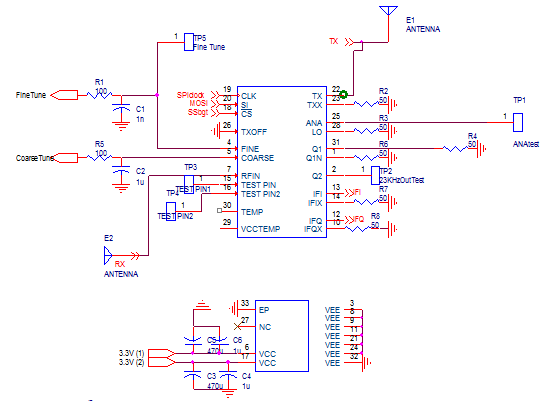 E1
ANTENNA
TX
1
TP5
Fine Tune
FineTune
R1
100
C1
1n
SPIclock
MOSI
19
20
18
CLK
SI
CS
26
TXOFF
4
FINE
5
COARSE
7
RFIN
15
TEST PIN
16
TEST PIN2
30
TEMP
29
VCCTEMP
22
TX
23
TXX
R2
50
25
ANA
28
LO
R3
50
1
TP1
ANAtest
31
Q1
R4
50
Q1N
R6
50
2
Q2
1
TP2
23KHzOutTest
13
IFI
IFI
14
IFIX
R7
50
12
IFQ
IFQ
10
IFQX
R8
50
CoarseTune
R5
100
C2
1u
TP3
1
TEST PIN1
TP4
1
TEST PIN2
E2
RX
ANTENNA
33
EP
27
NC
6
VCC
17
VCC
VEE 3
VEE 8
VEE 9
VEE 11
VEE 21
VEE 24
VEE 32
C5
470u
C6
1u
3.3V (1)
3.3V (2)
C3
470u
C4
1u